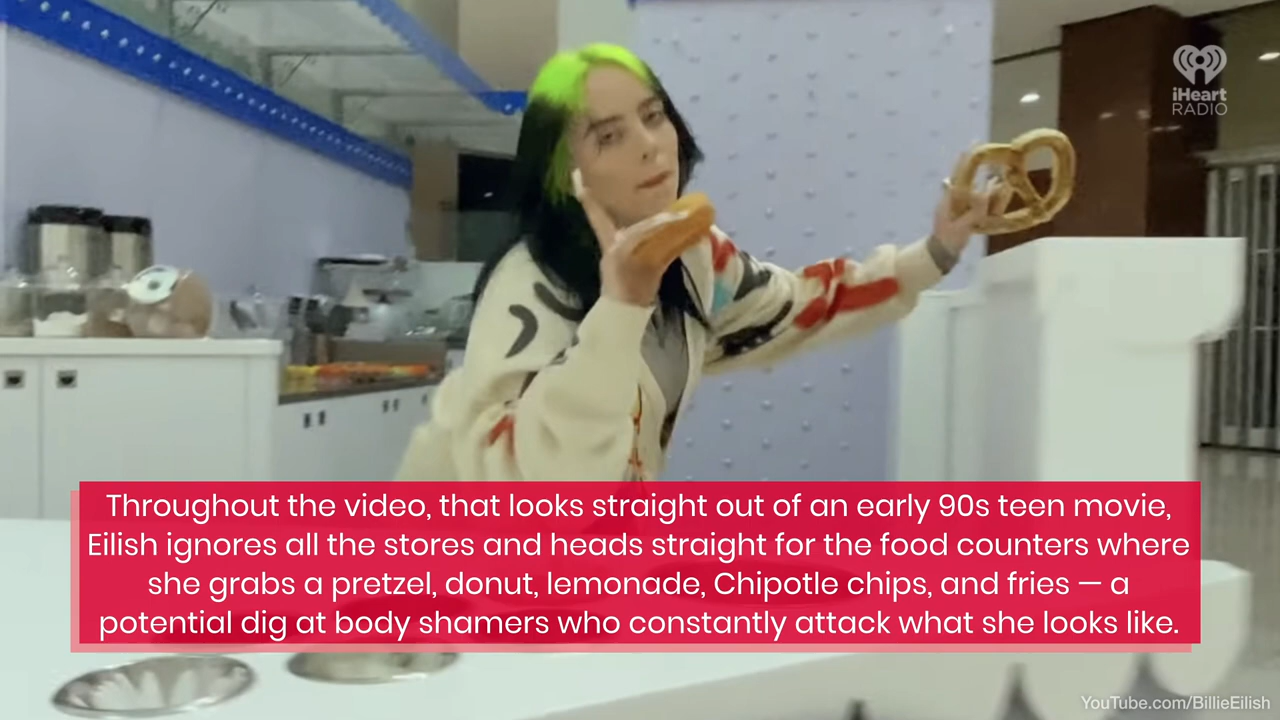 iHeart
RADIO
Throughout the video, that looks straight out of an early 90s teen movie,
Eilish ignores all the stores and heads straight for the food counters where
she grabs a pretzel, donut, lemonade, Chipotle chips, and fries — a
potential dig at body shamers who constantly attack what she looks like.
YouTube.com/BillieEilish